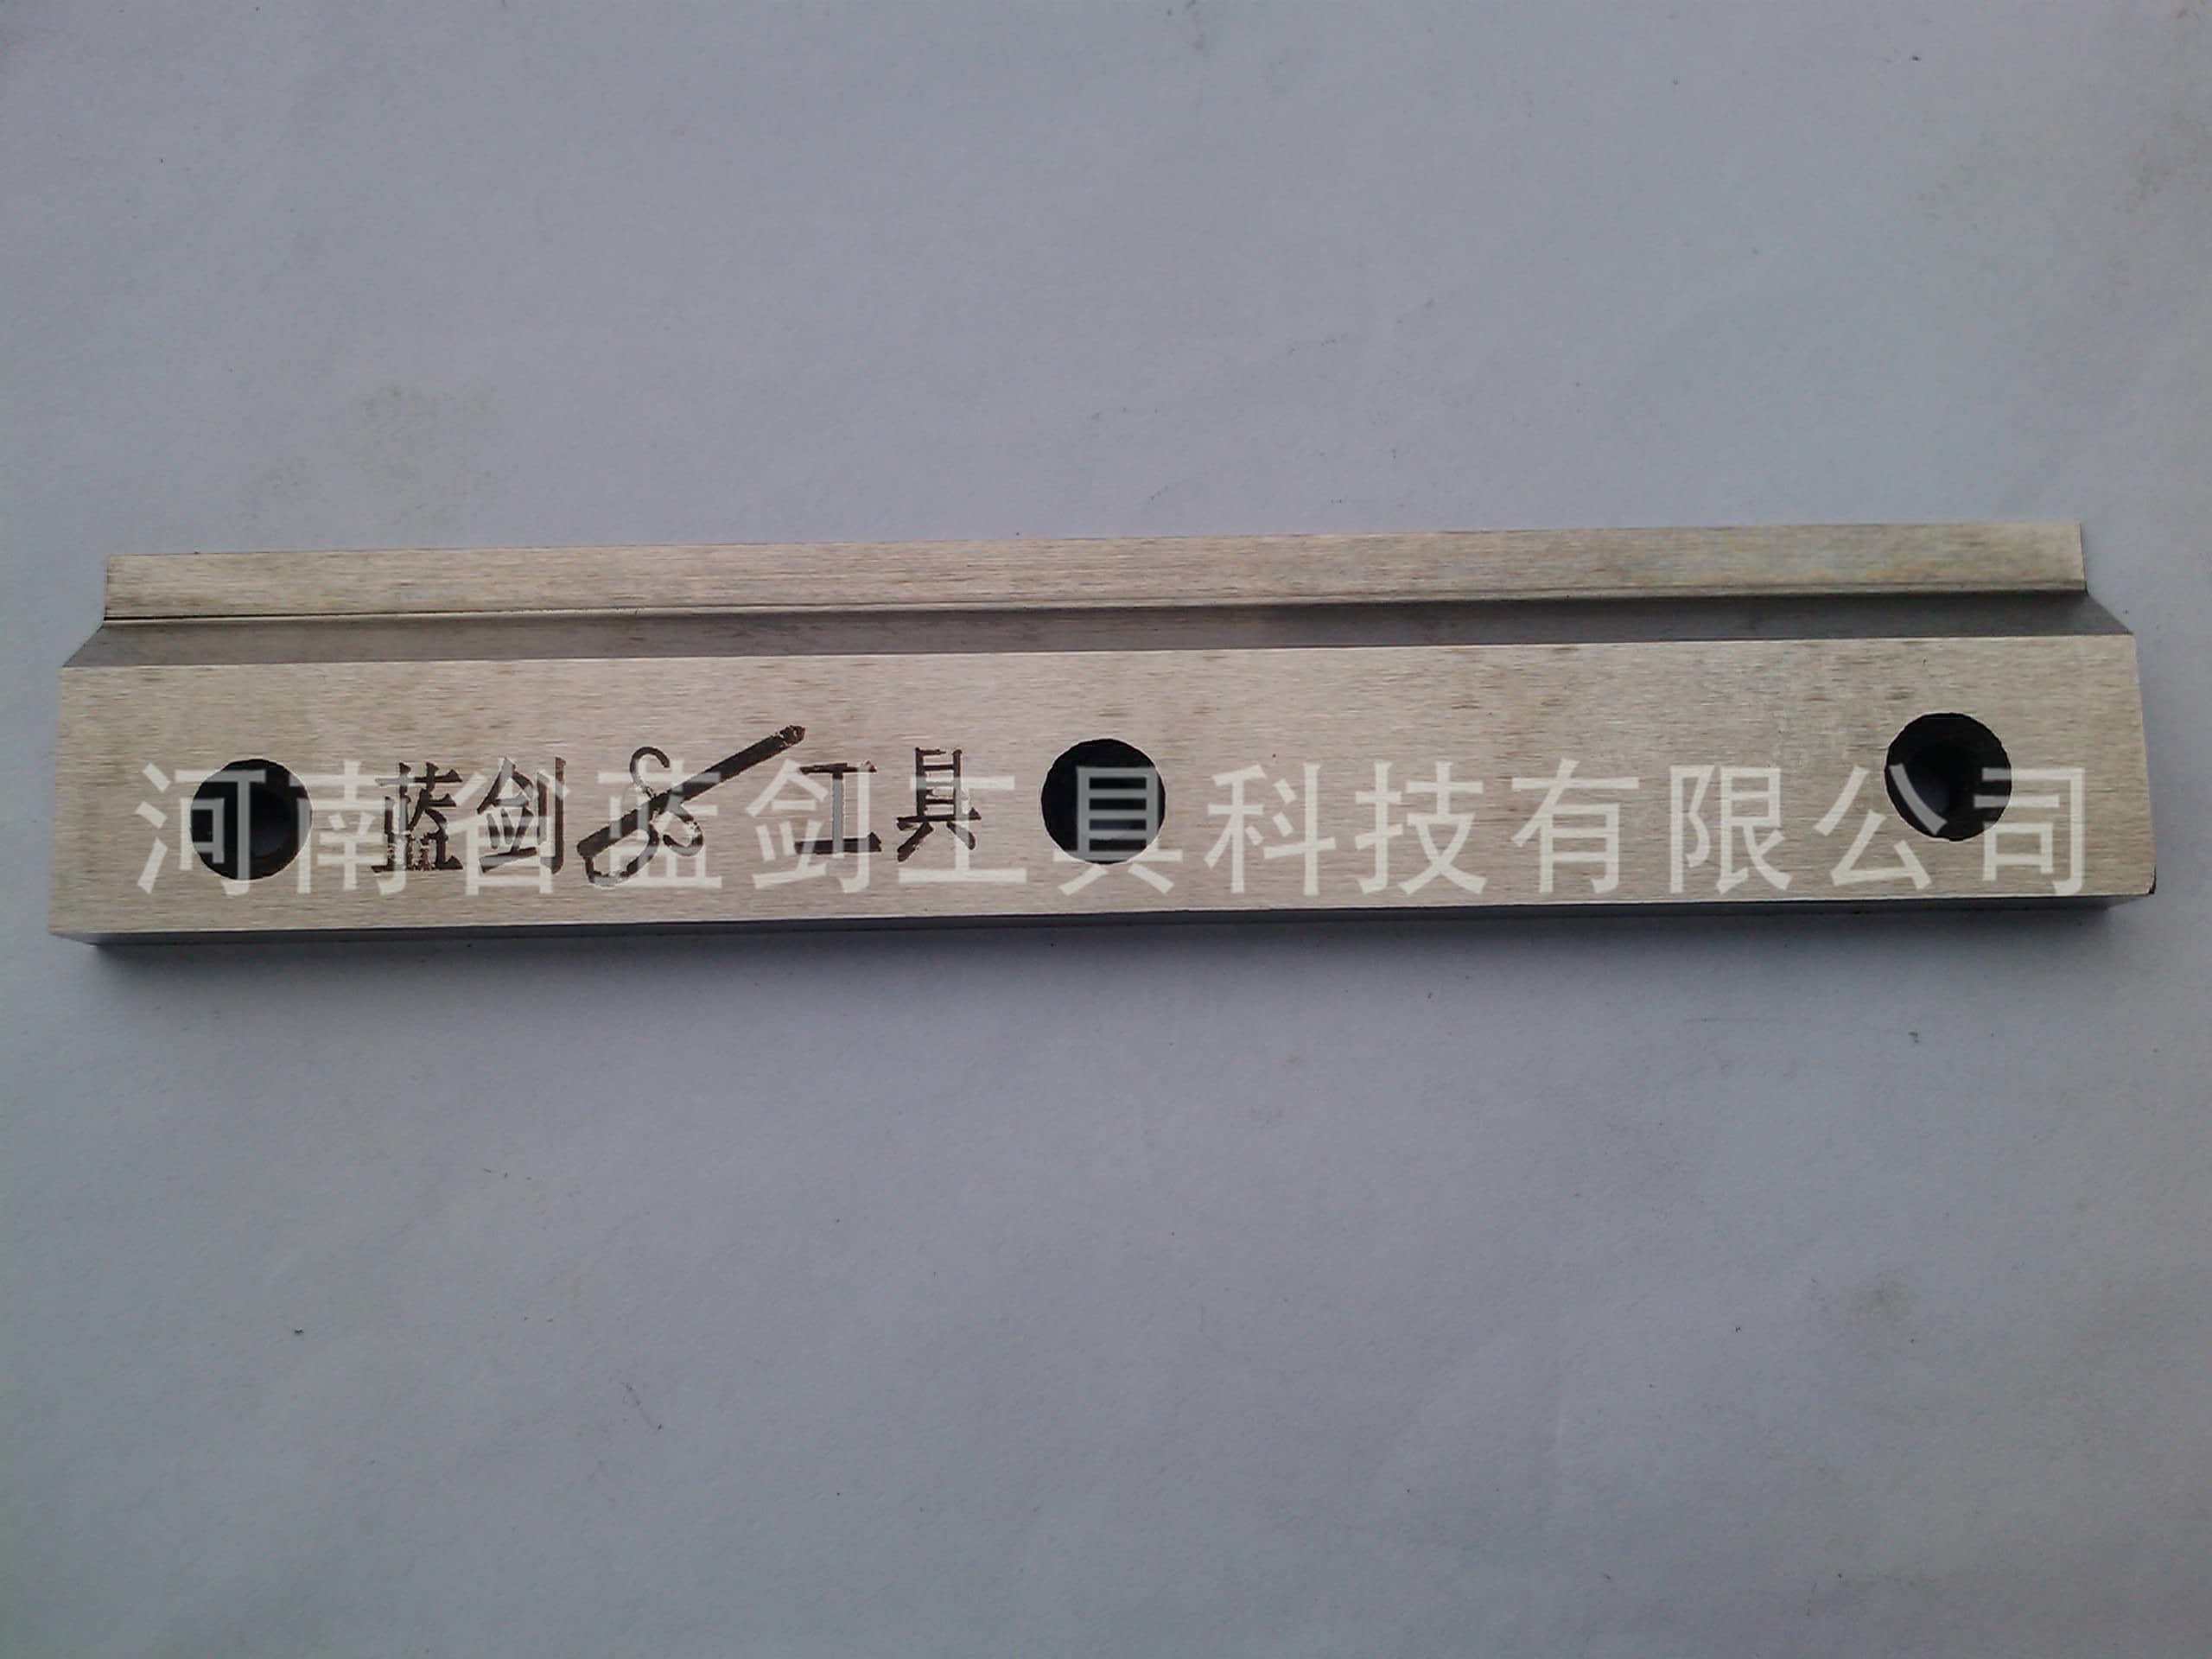 蓝剑 工具
河南省蓝剑工具科技有限公司